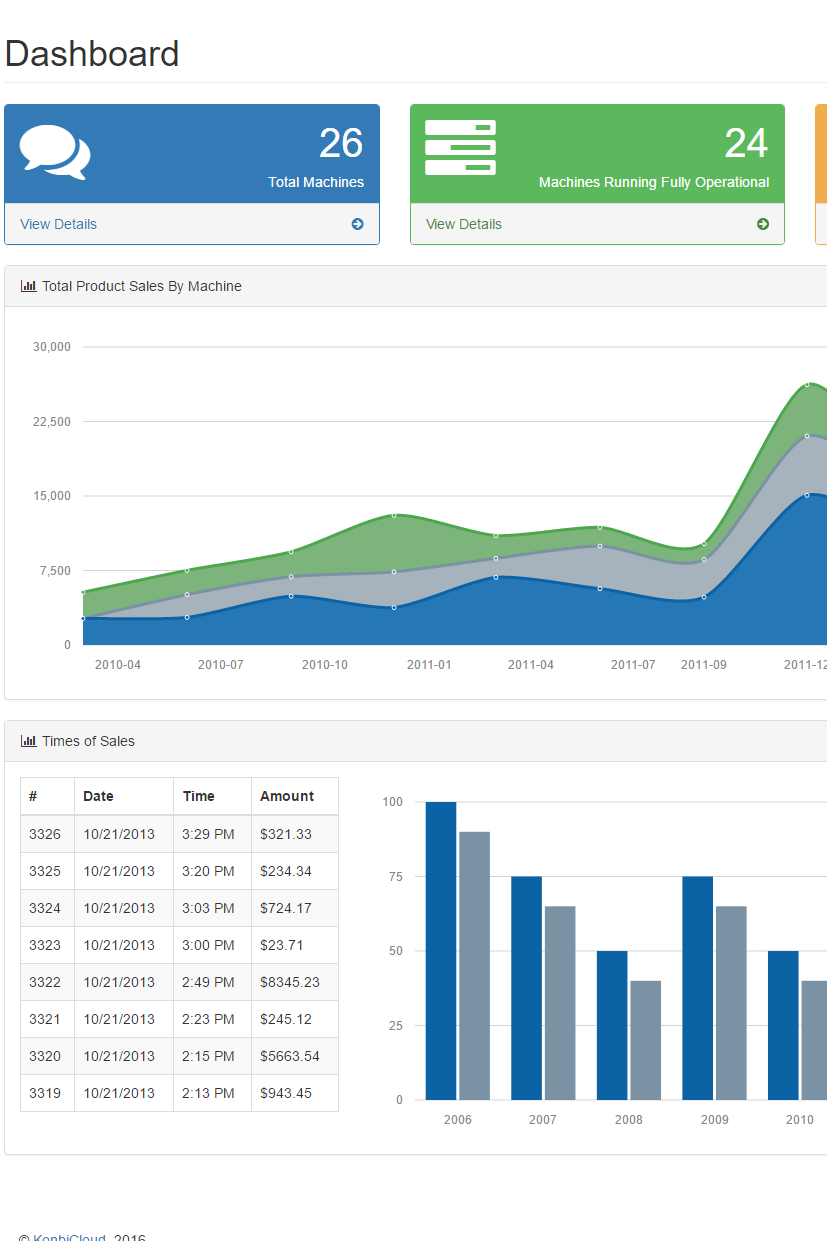 Dashboard
26
Total Machines
View Details
24
Machines Running Fully Operational
View Details
Total Product Sales By Machine
30,000
22,500
15,000
7,500
0
2010-04 2010-07 2010-10 2011-01 2011-04 2011-07 2011-09 2011-12
Times of Sales
# Date Time Amount
3326 10/21/2013 3:29 PM $321.33
3325 10/21/2013 3:20 PM $234.34
3324 10/21/2013 3:03 PM $724.17
3323 10/21/2013 3:00 PM $23.71
3322 10/21/2013 2:49 PM $8345.23
3321 10/21/2013 2:23 PM $245.12
3320 10/21/2013 2:15 PM $5663.54
3319 10/21/2013 2:13 PM $943.45
100
75
50
25
0
2006 2007 2008 2009 2010
© KonbiCloud, 2016